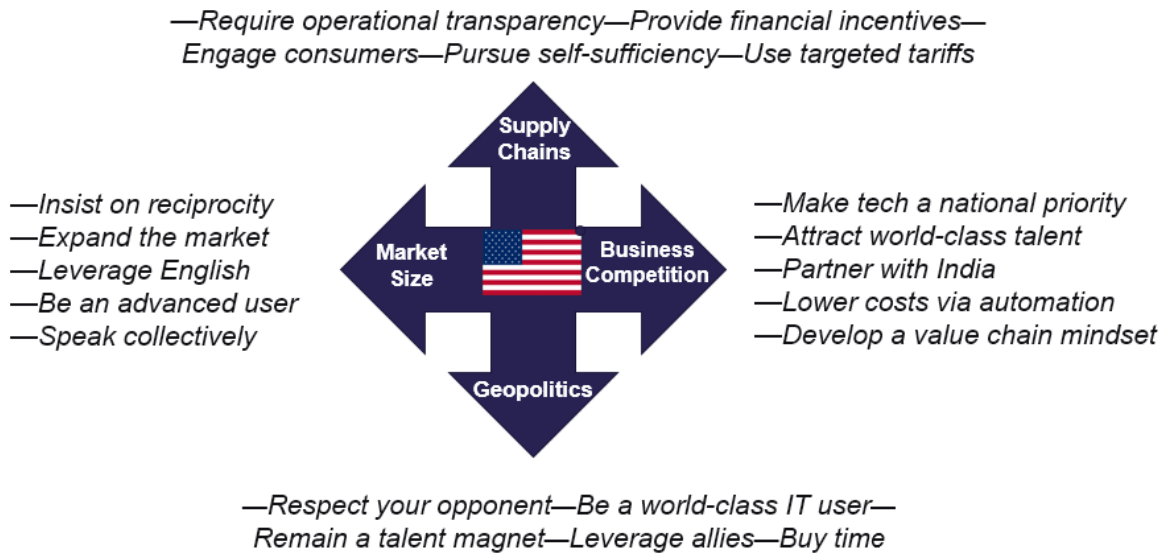 —Require operational transparency—Provide financial incentives—
Engage consumers—Pursue self-sufficiency—Use targeted tariffs
Supply
Chains
—Insist on reciprocity
—Expand the market
—Leverage English
—Be an advanced user
—Speak collectively
Market
Size
Business
Competition
—Make tech a national priority
—Attract world-class talent
—Partner with India
—Lower costs via automation
—Develop a value chain mindset
Geopolitics
—Respect your opponent—Be a world-class IT user—
Remain a talent magnet—Leverage allies—Buy time